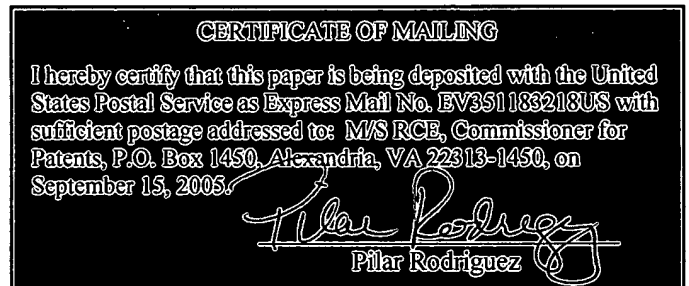 CERTIFICATE OF MAILING
I hereby certify that this paper is being deposited with the United
States Postal Service as Express Mail No. EV351183218US with
sufficient postage addressed to: M/S RCE, Commissioner for
Patents, P.O. Box 1450, Alexandria, VA 22313-1450, on
September 15, 2005.
Pilar Rodriguez
Pilar Rodriguez